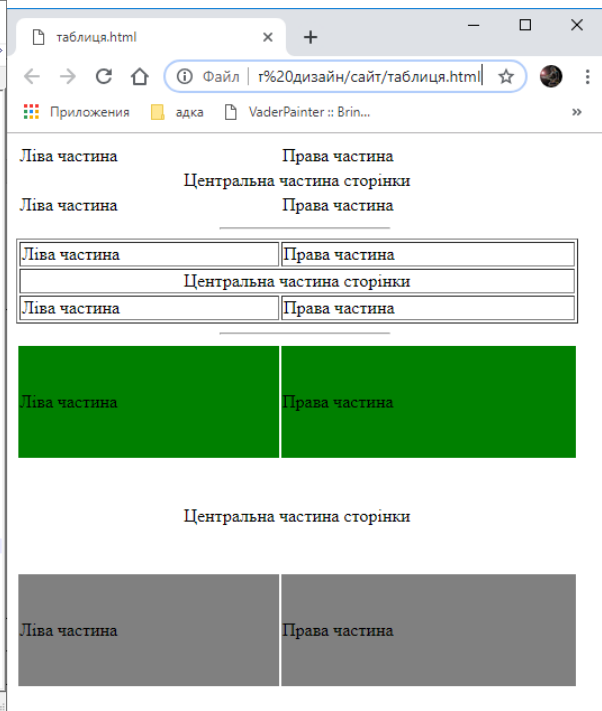 таблиця.html
Файл | г%20дизайн/сайт/таблиця.html
Приложения адка VaderPainter :: Brin...
Ліва частина Права частина
Центральна частина сторінки
Ліва частина Права частина
Ліва частина Права частина
Центральна частина сторінки
Ліва частина Права частина
Ліва частина Права частина
Центральна частина сторінки
Ліва частина Права частина